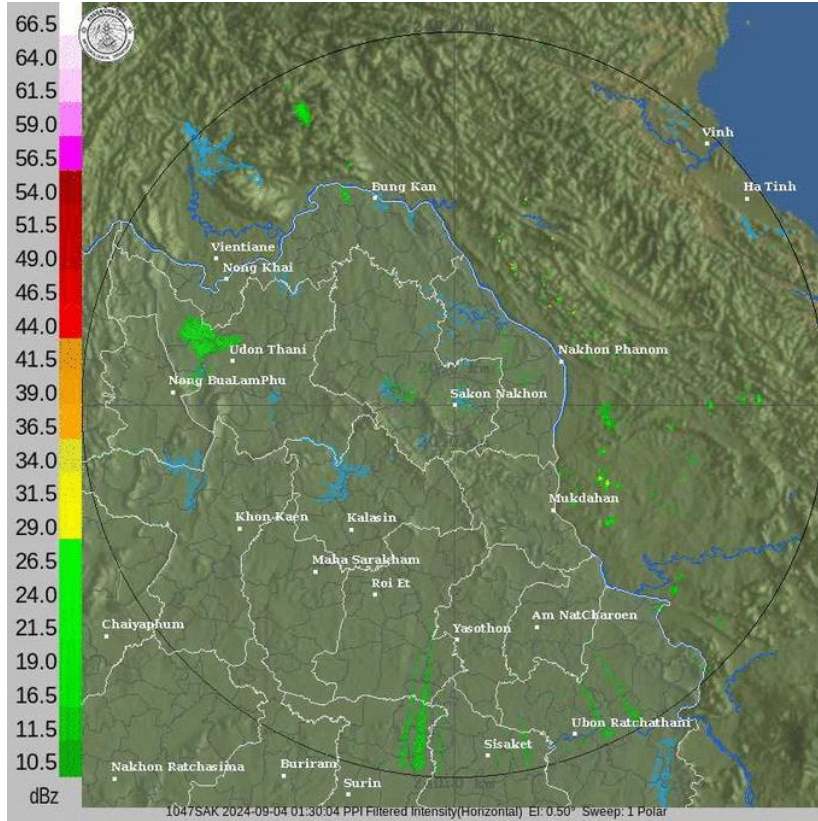 66.5
64.0
61.5
59.0
56.5
54.0
51.5
49.0
46.5
44.0
41.5
39.0
36.5
34.0
31.5
29.0
26.5
24.0
21.5
19.0
16.5
11.5
10.5
dBz
Vinh
Ha Tinh
Bung Kan
Vientiane
Nong Khai
Udon Thani
Nakhon Phanom
Nong BuaLamPhu
Sakon Nakhon
Mukdahan
Khon Kaen
Kalasin
Maha Sarakham
Roi Et
Chaiyaphum
Yasothon
Am NatCharoen
Ubon Ratchathani
Sisaket
Nakhon Ratchasima
Buriram
Surin
1047SAK 2024-09-04 01:30:04 PPI Filtered Intensity(Horizontal) El: 0.50° Sweep: 1 Polar